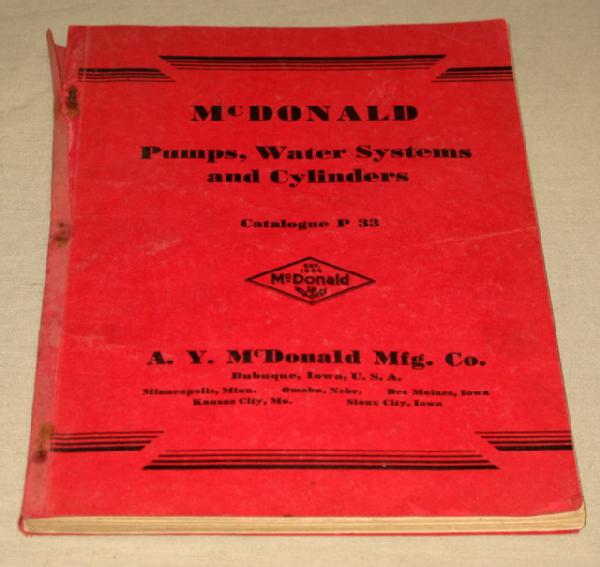 McDONALD
Pumps, Water Systems
and Cylinders
Catalogue P 33
EST.
McDonald
A. Y. McDonald Mfg. Co.
Dubuque, Iowa, U. S. A.
Minneapolis, Minn. Omaha, Nebr. Des Moines, Iowa
Kansas City, Mo. Sioux City, Iowa